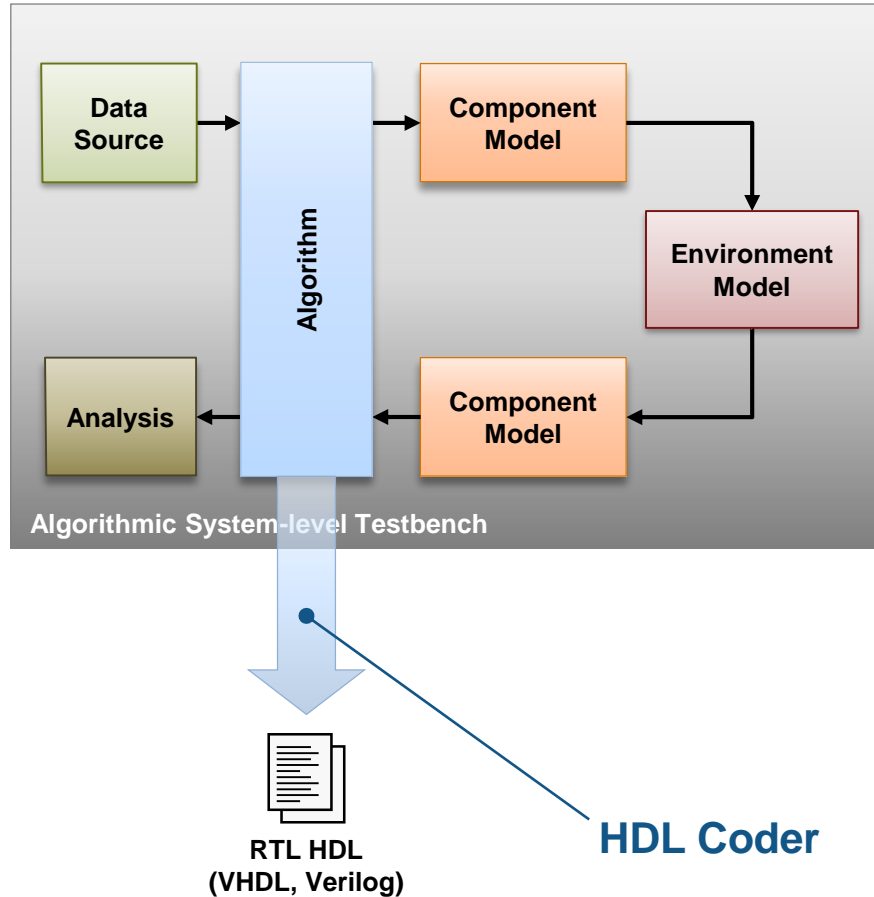 Data
Source
Algorithm
Component
Model
Environment
Model
Analysis
Component
Model
Algorithmic System-level Testbench
RTL HDL
(VHDL, Verilog)
HDL Coder